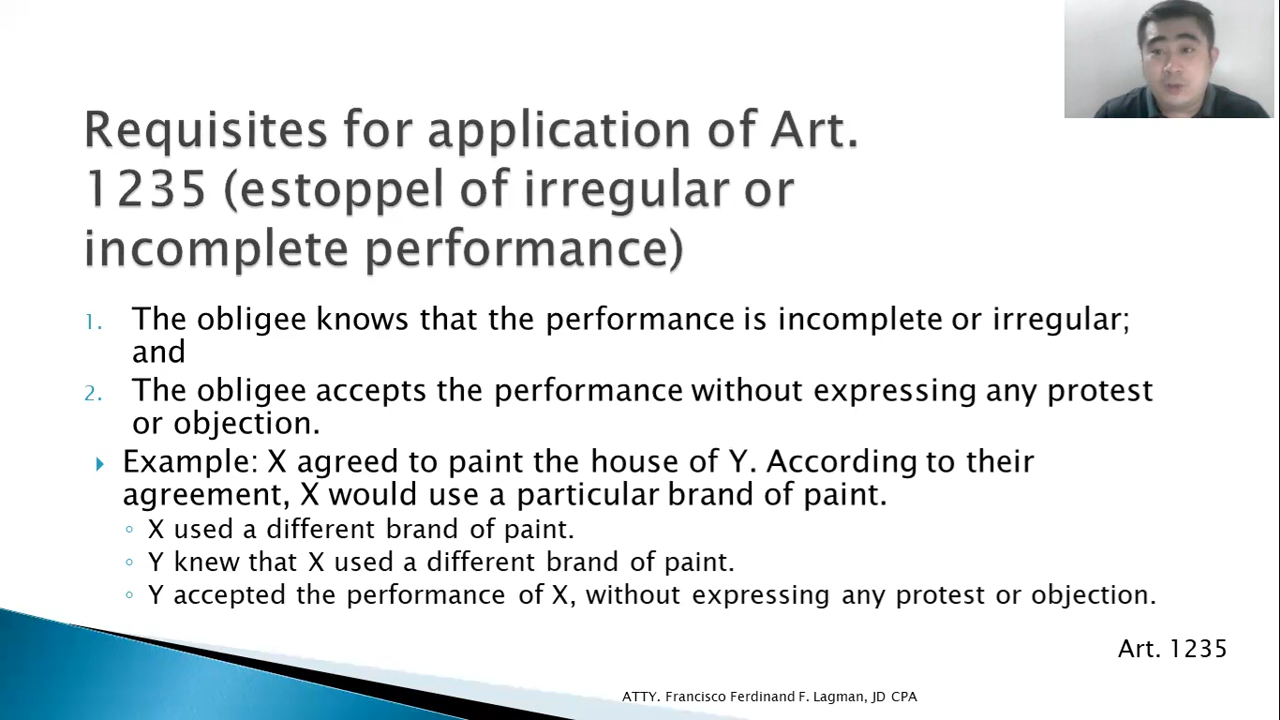 Requisites for application of Art.
1235 (estoppel of irregular or
incomplete performance)
1. The obligee knows that the performance is incomplete or irregular;
and
2. The obligee accepts the performance without expressing any protest
or objection.
Example: X agreed to paint the house of Y. According to their
agreement, X would use a particular brand of paint.
X used a different brand of paint.
Y knew that X used a different brand of paint.
Y accepted the performance of X, without expressing any protest or objection.
Art. 1235
ATTY. Francisco Ferdinand F. Lagman, JD CPA